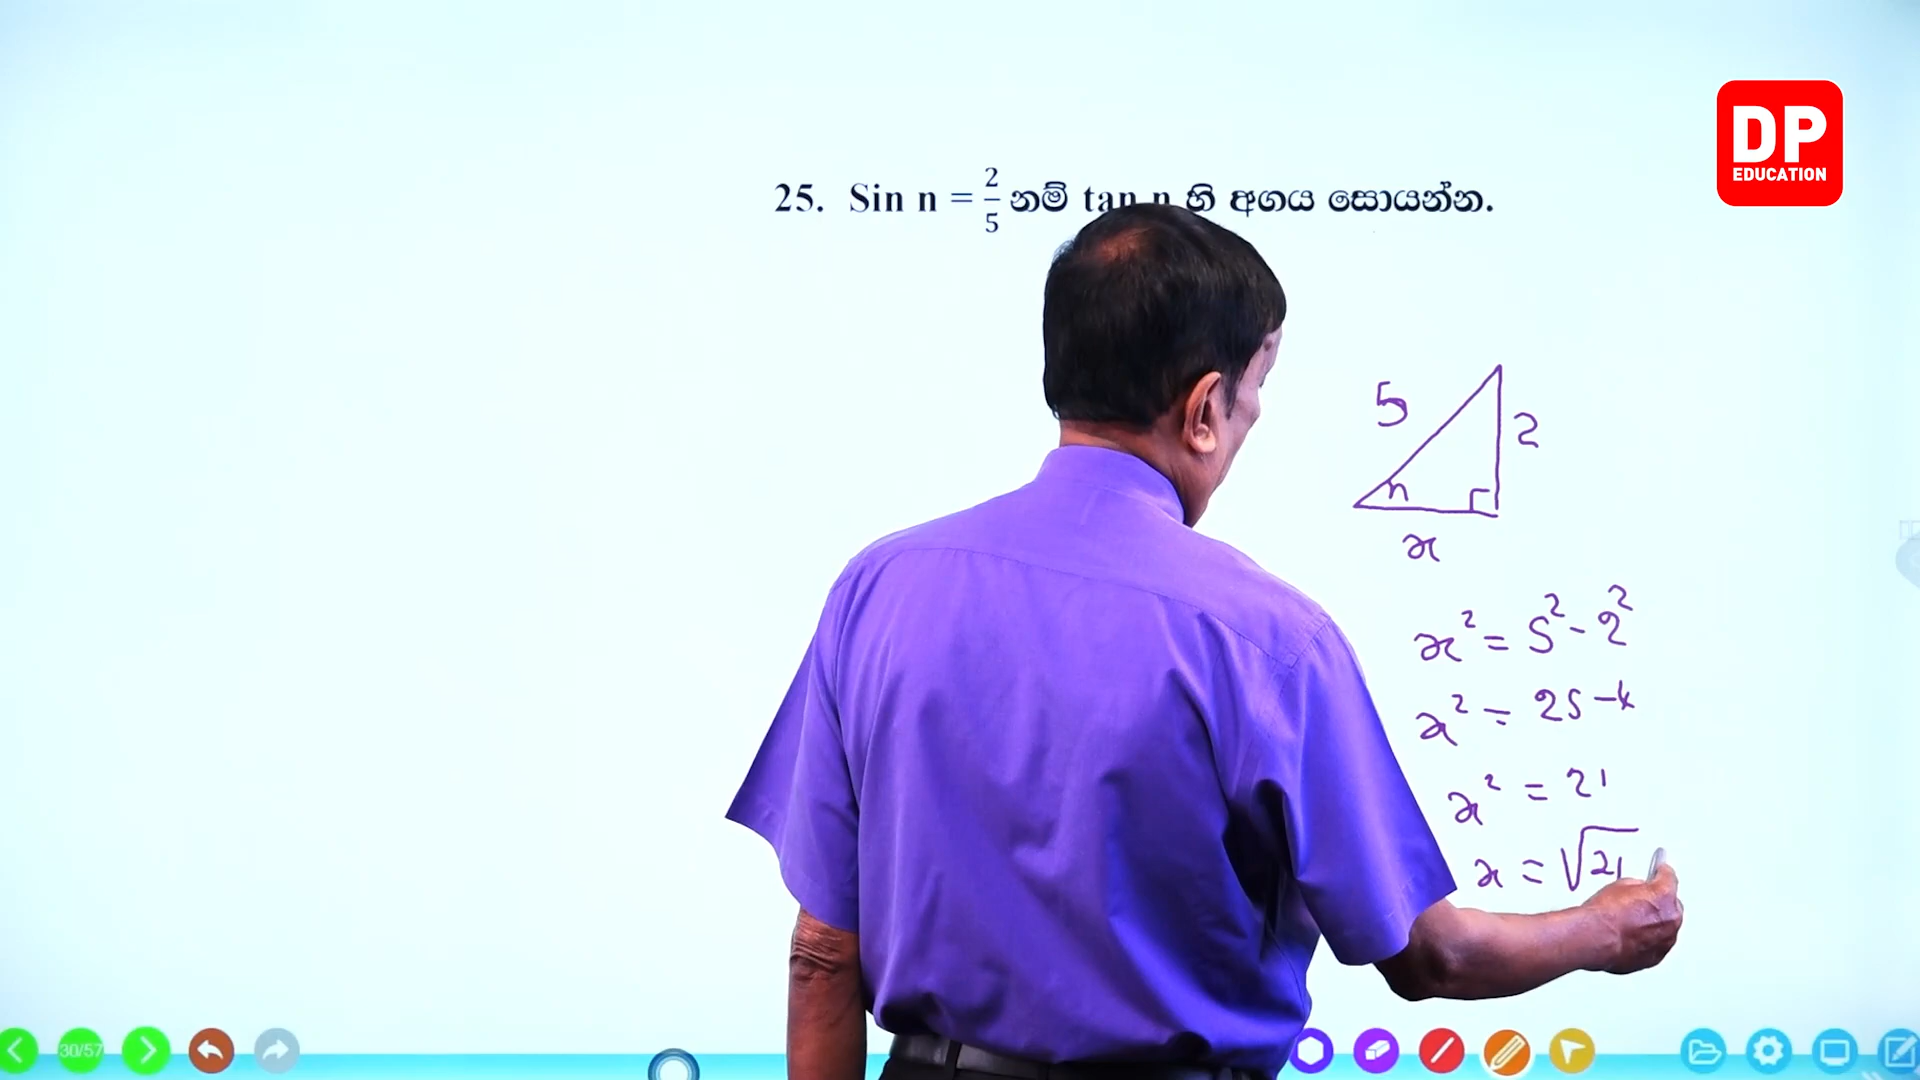 DP
EDUCATION
25. Sin n = 2/5 නම් tan n හි අගය සොයන්න.
5
2
n
x
x² = 5² - 2²
x² = 25 - 4
x² = 21
x = √21
30/57